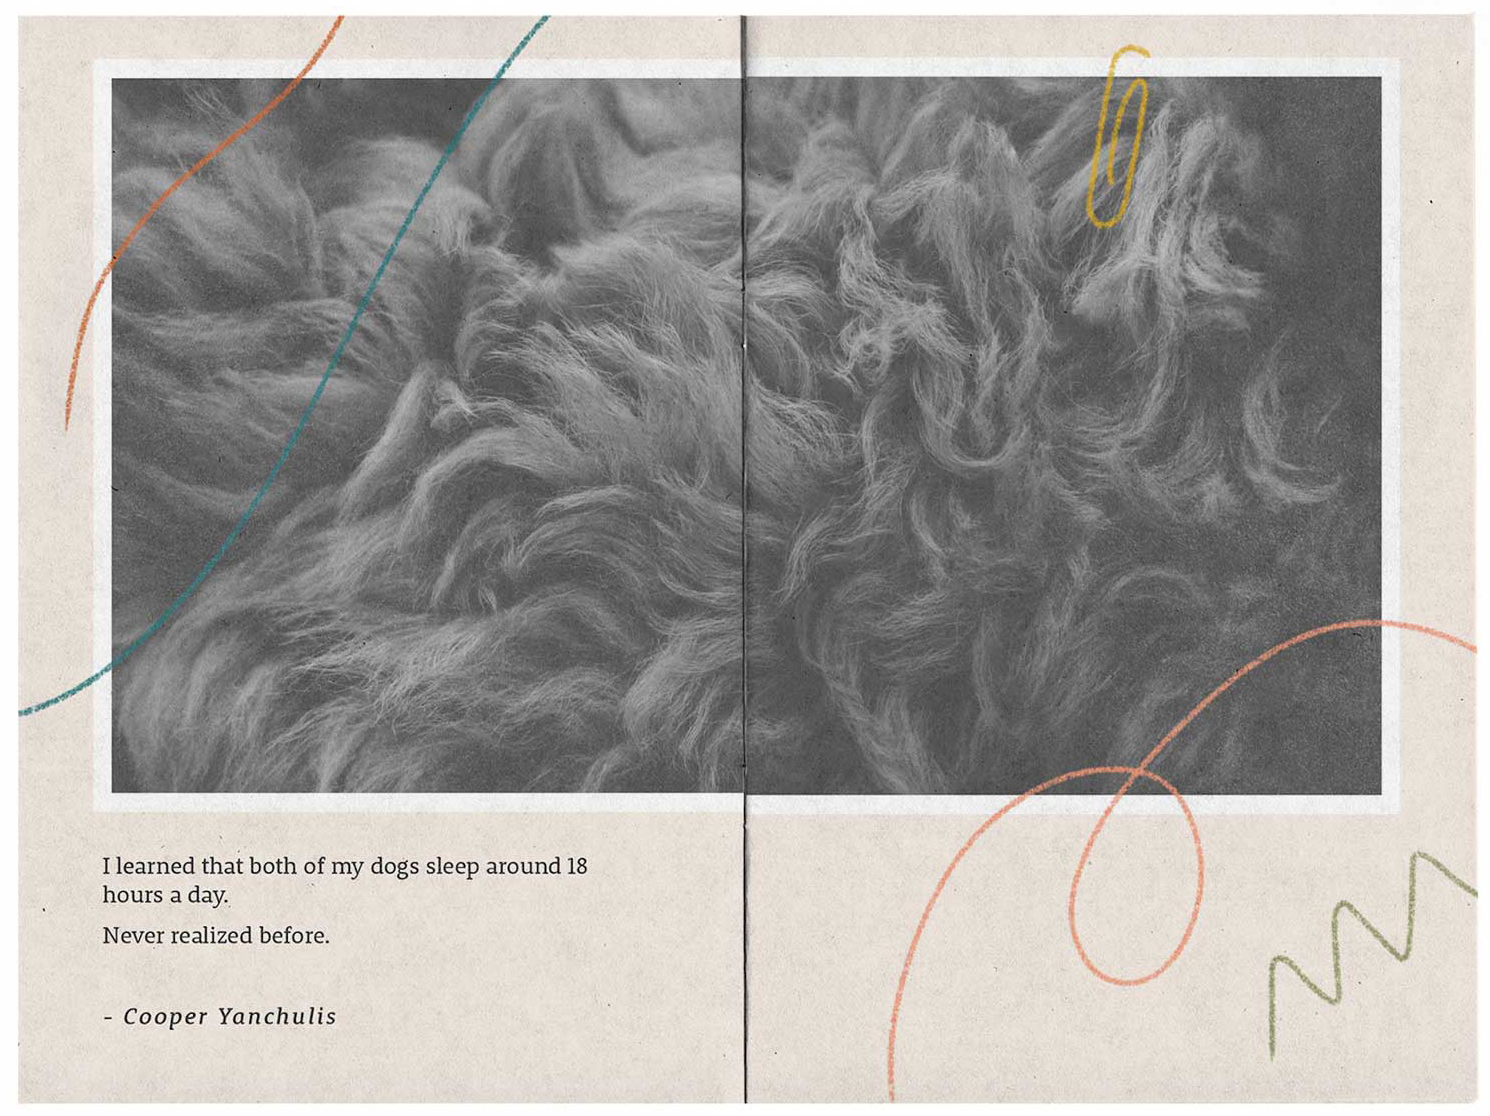 I learned that both of my dogs sleep around 18
hours a day.
Never realized before.
- Cooper Yanchulis